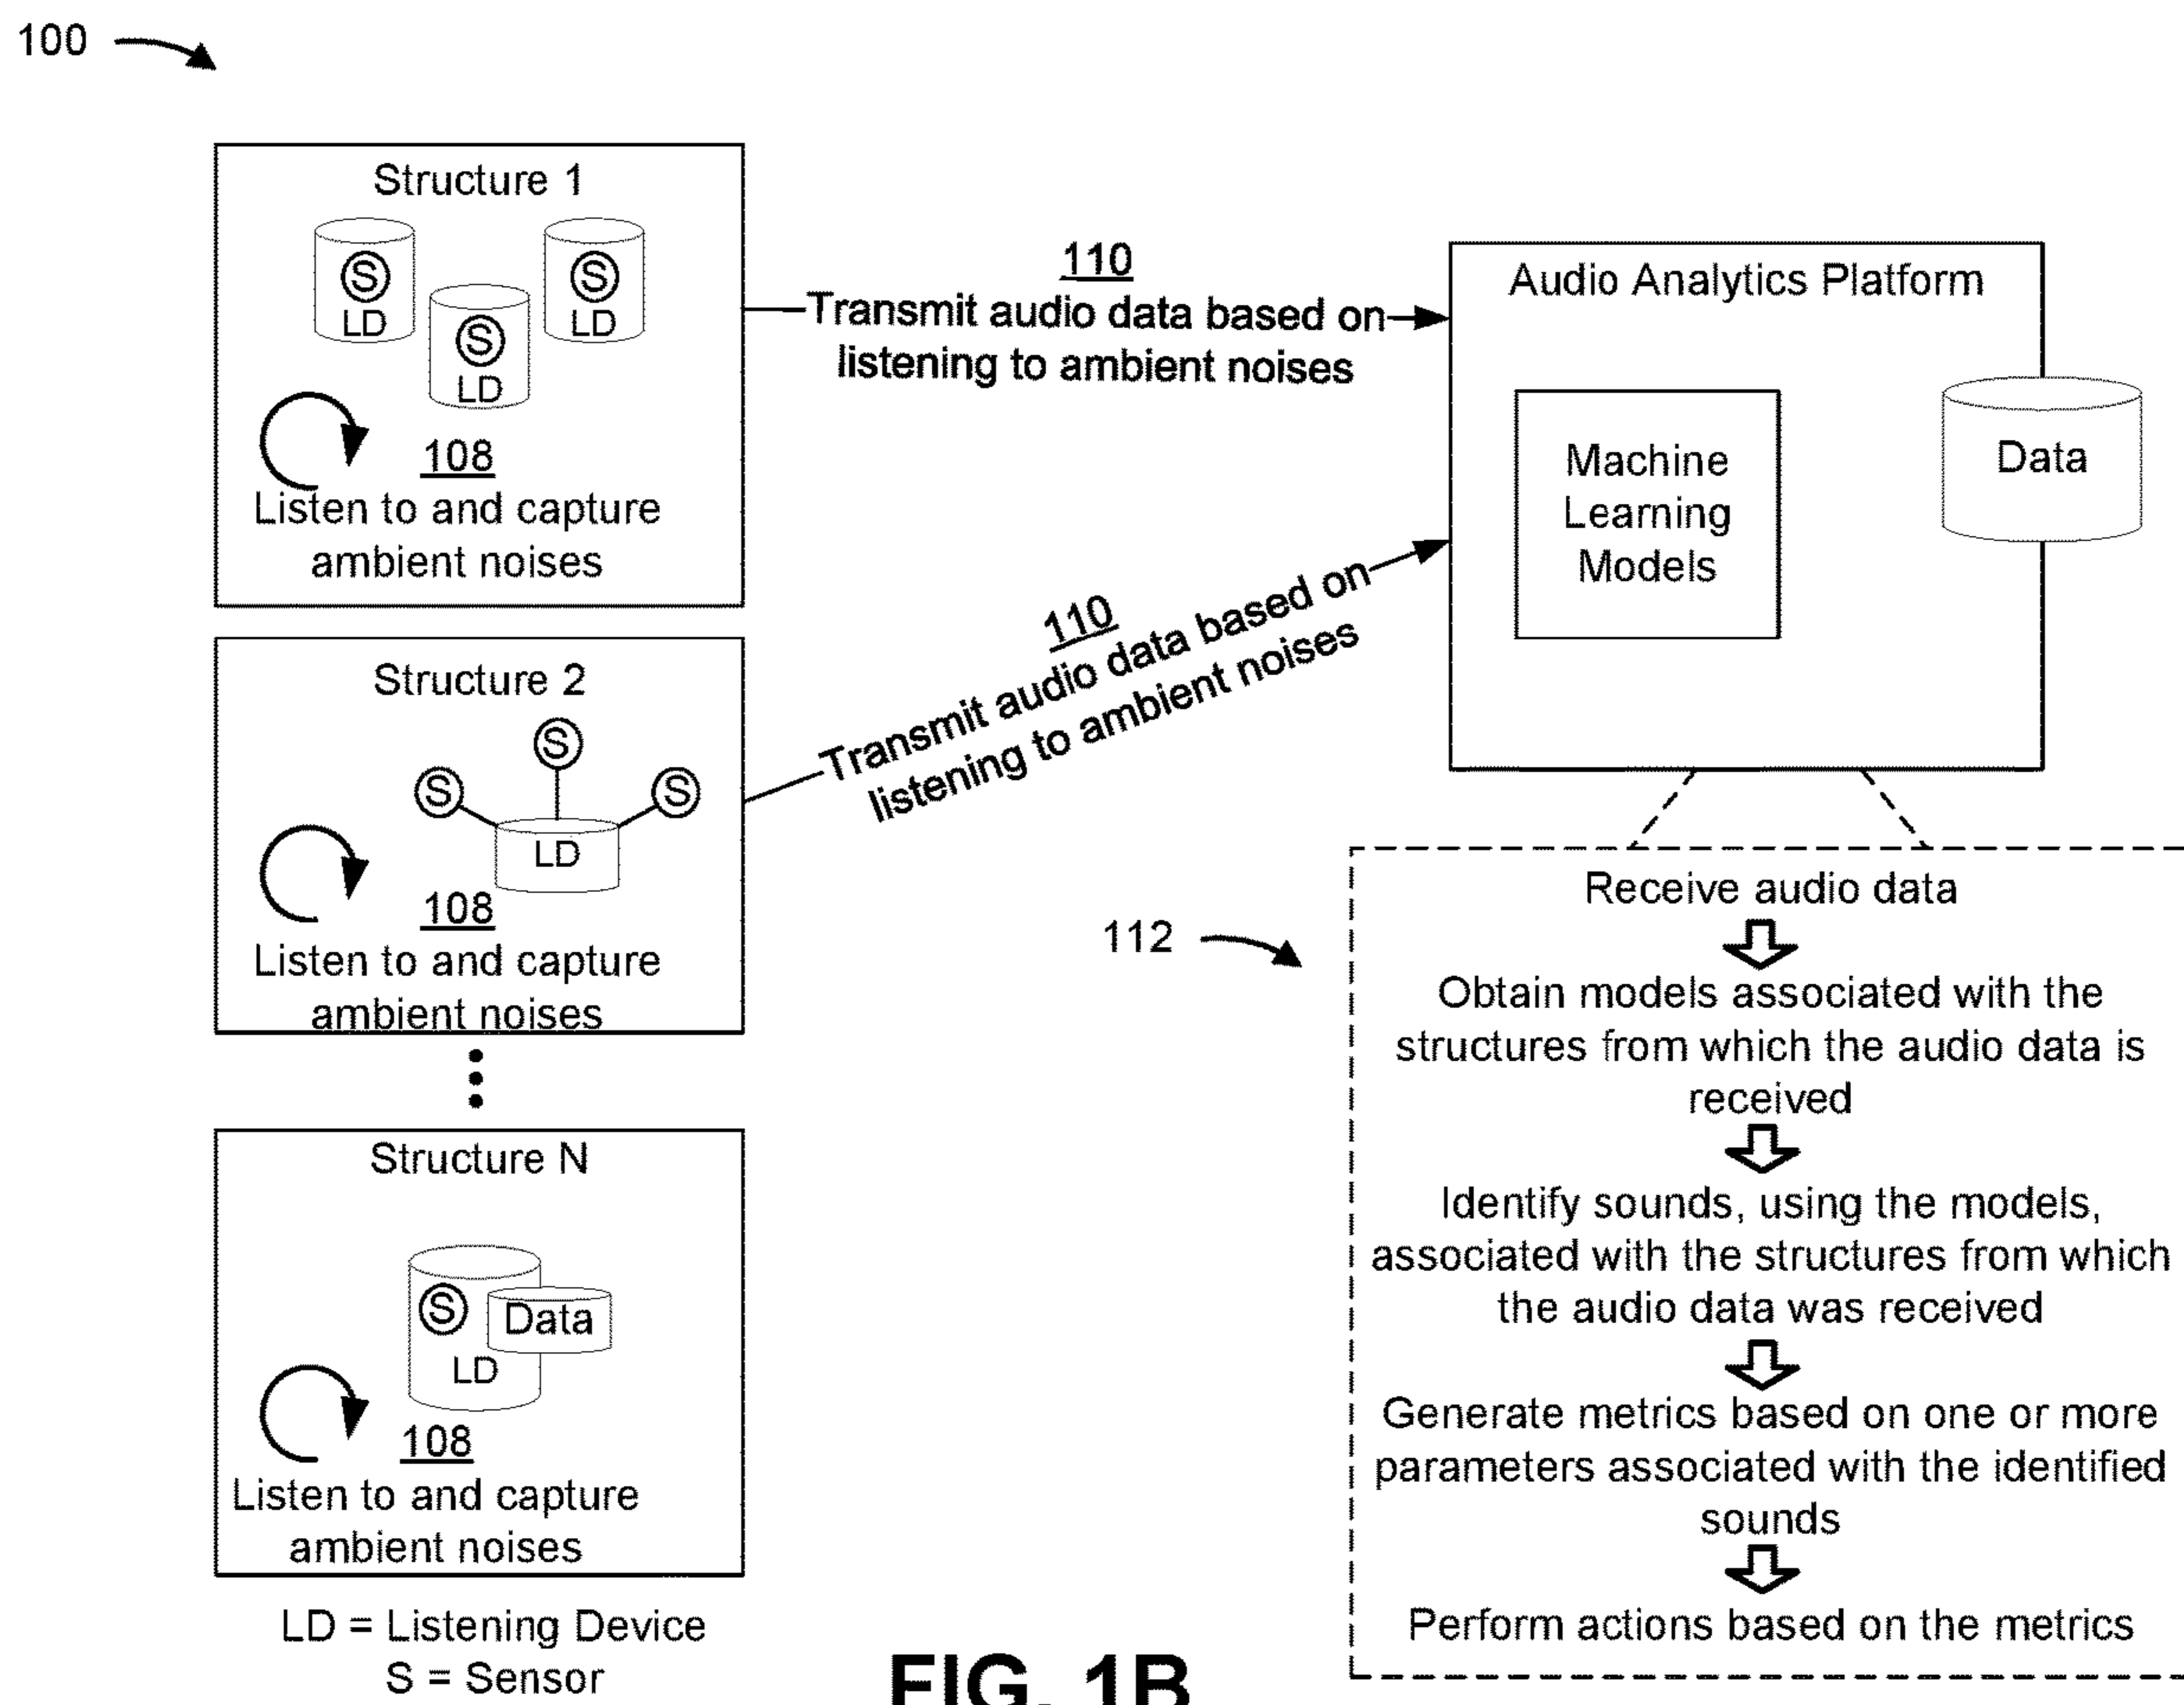 100
Structure 1
S
LD
S
LD
S
LD
108
Listen to and capture
ambient noises
110
Transmit audio data based on
listening to ambient noises
Audio Analytics Platform
Machine
Learning
Models
Data
Structure 2
S
S
S
LD
108
Listen to and capture
ambient noises
110
Transmit audio data based on
listening to ambient noises
Structure N
S
Data
LD
108
Listen to and capture
ambient noises
LD = Listening Device
S = Sensor
112
Receive audio data
Obtain models associated with the
structures from which the audio data is
received
Identify sounds, using the models,
associated with the structures from which
the audio data was received
Generate metrics based on one or more
parameters associated with the identified
sounds
Perform actions based on the metrics
FIG. 1B